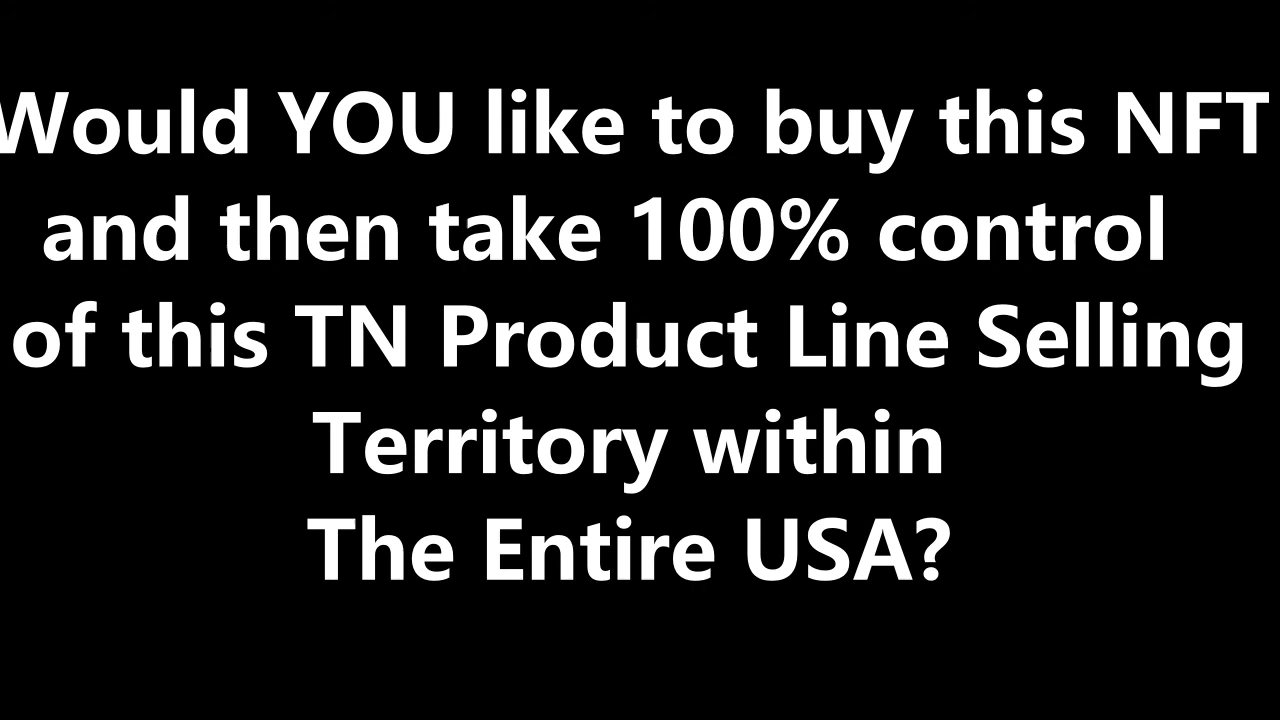 Would YOU like to buy this NFT
and then take 100% control
of this TN Product Line Selling
Territory within
The Entire USA?